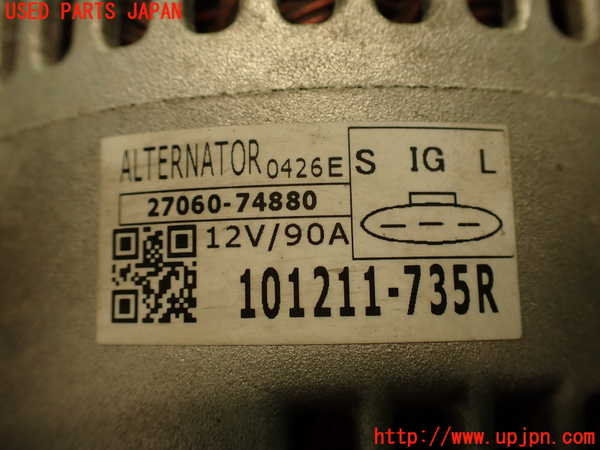 USED PARTS JAPAN
ALTERNATOR 0426E
S IG L
27060-74880
12V/90A
101211-735R
http://www.upjpn.com/